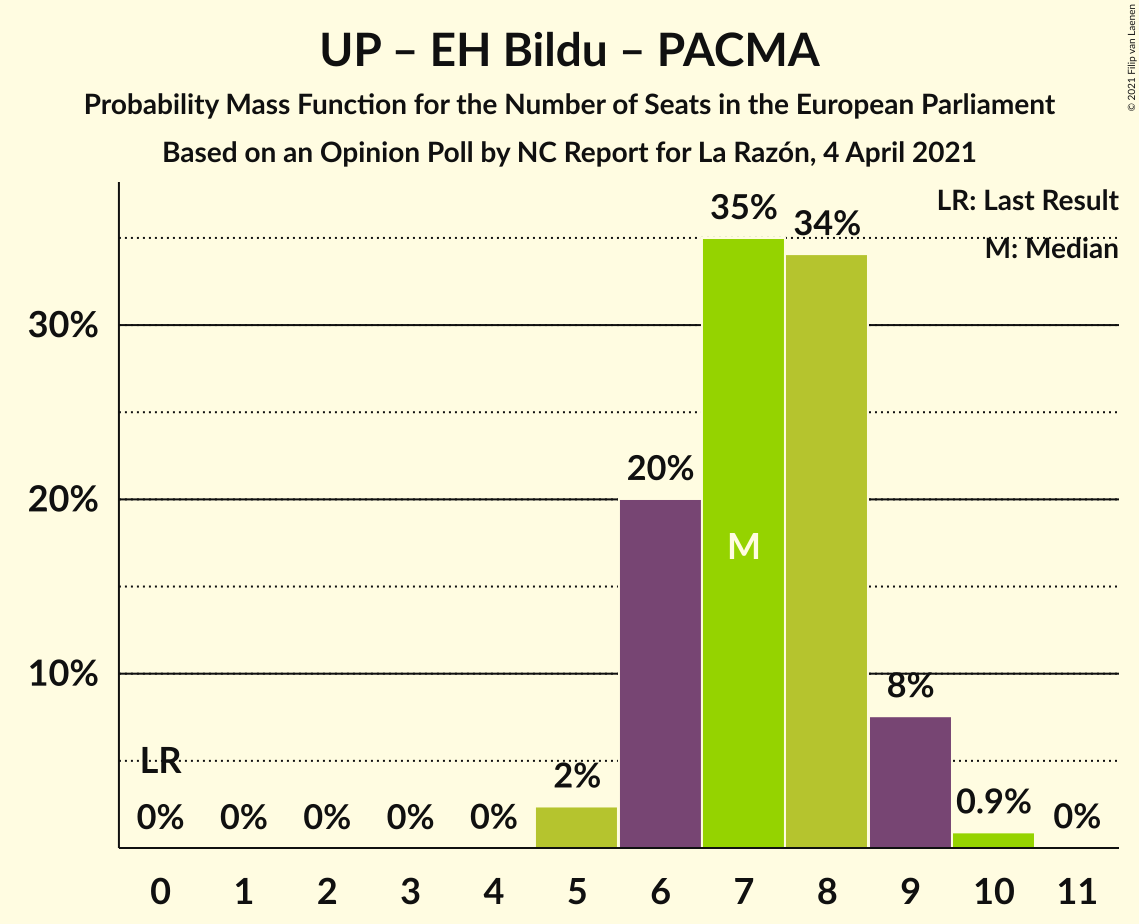 UP – EH Bildu – PACMA
Probability Mass Function for the Number of Seats in the European Parliament
Based on an Opinion Poll by NC Report for La Razón, 4 April 2021
© 2021 Filip van Laenen
LR: Last Result
M: Median
35%
34%
30%
20%
20%
M
10%
8%
LR
2%
0.9%
0%
0%
0%
0%
0%
0%
0 1 2 3 4 5 6 7 8 9 10 11